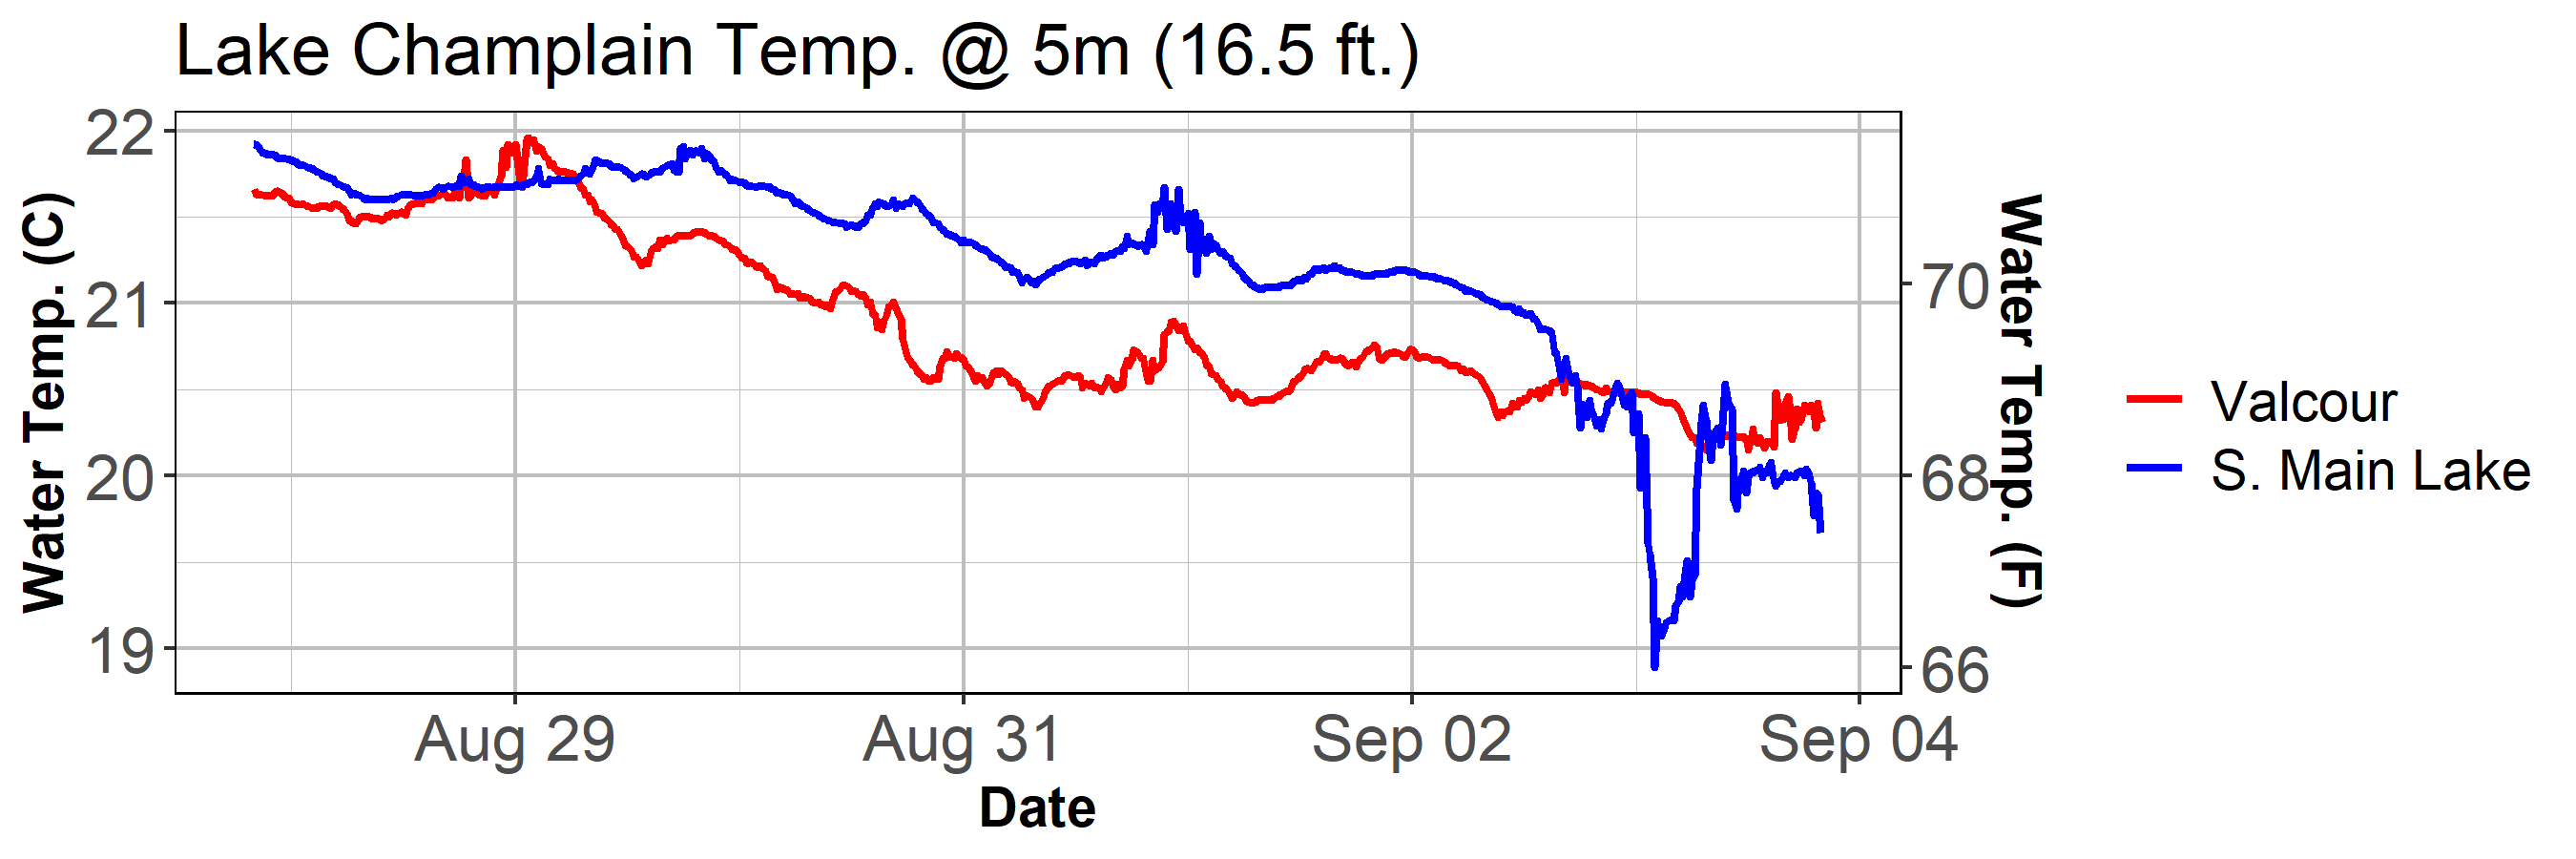 Lake Champlain Temp. @ 5m (16.5 ft.)
Water Temp. (C)
22
21
20
19
70
68
66
Water Temp. (F)
Aug 29
Aug 31
Sep 02
Sep 04
Date
Valcour
S. Main Lake